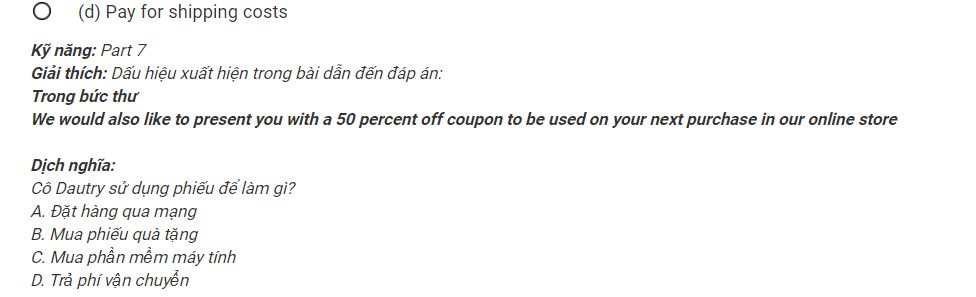 (d) Pay for shipping costs
Kỹ năng: Part 7
Giải thích: Dấu hiệu xuất hiện trong bài dẫn đến đáp án:
Trong bức thư
We would also like to present you with a 50 percent off coupon to be used on your next purchase in our online store
Dịch nghĩa:
Cô Dautry sử dụng phiếu để làm gì?
A. Đặt hàng qua mạng
B. Mua phiếu quà tặng
C. Mua phần mềm máy tính
D. Trả phí vận chuyển